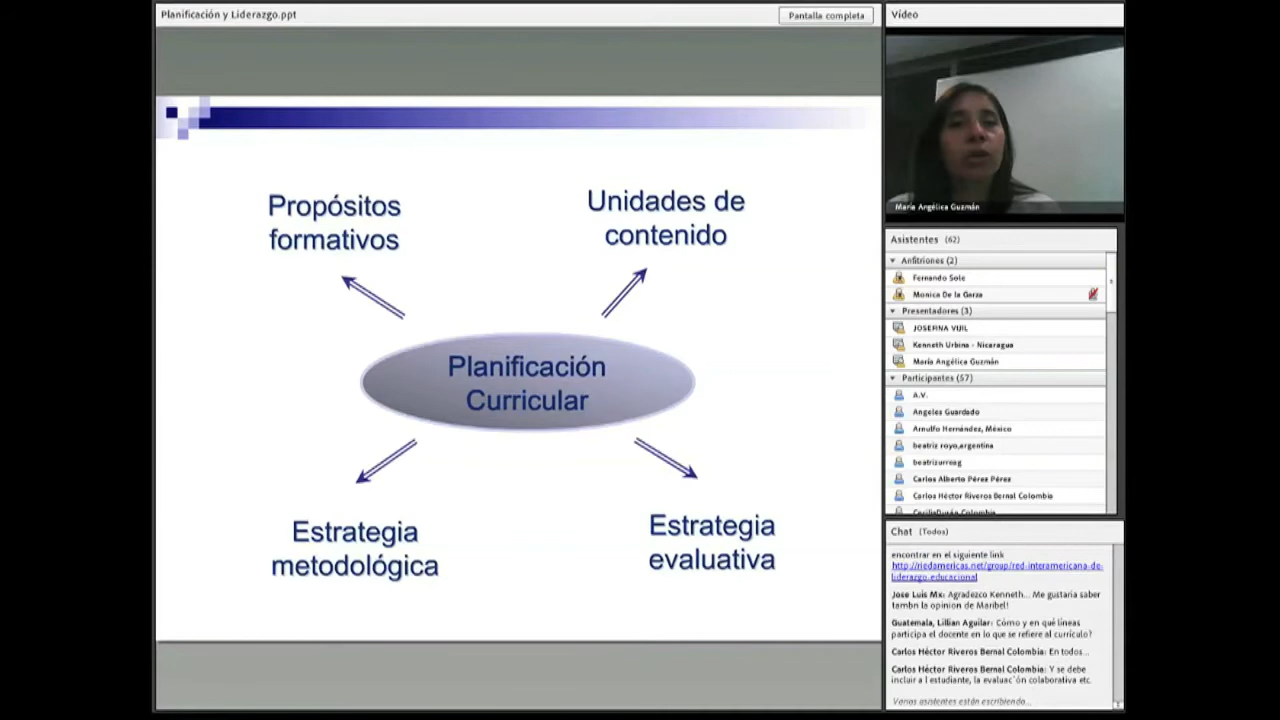 Planificación y Liderazgo.ppt
Pantalla completa
Propósitos
formativos
Unidades de
contenido
Planificación
Curricular
Estrategia
metodológica
Estrategia
evaluativa
Vídeo
María Angélica Guzmán
Asistentes (62)
Anfitriones (2)
Fernando Sole
Monica De la Garza
Presentadores (3)
JOSEFINA VIJIL
Kenneth Urbina - Nicaragua
María Angélica Guzmán
Participantes (57)
A.V.
Angeles Guardado
Arnulfo Hernández, México
beatriz royo,argentina
beatrizurreag
Carlos Alberto Pérez Pérez
Carlos Héctor Riveros Bernal Colombia
Chat (Todos)
encontrar en el siguiente link
http://riedamericas.net/group/red-interamericana-de-
liderazgo-educacional
Jose Luis Mx: Agradezco Kenneth... Me gustaria saber
tambn la opinion de Maribel!
Guatemala, Lillian Aguilar: Cómo y en qué líneas
participa el docente en lo que se refiere al currículo?
Carlos Héctor Riveros Bernal Colombia: En todos...
Carlos Héctor Riveros Bernal Colombia: Y se debe
incluir a l estudiante, la evaluac`ón colaborativa etc.
Varios asistentes están escribiendo...